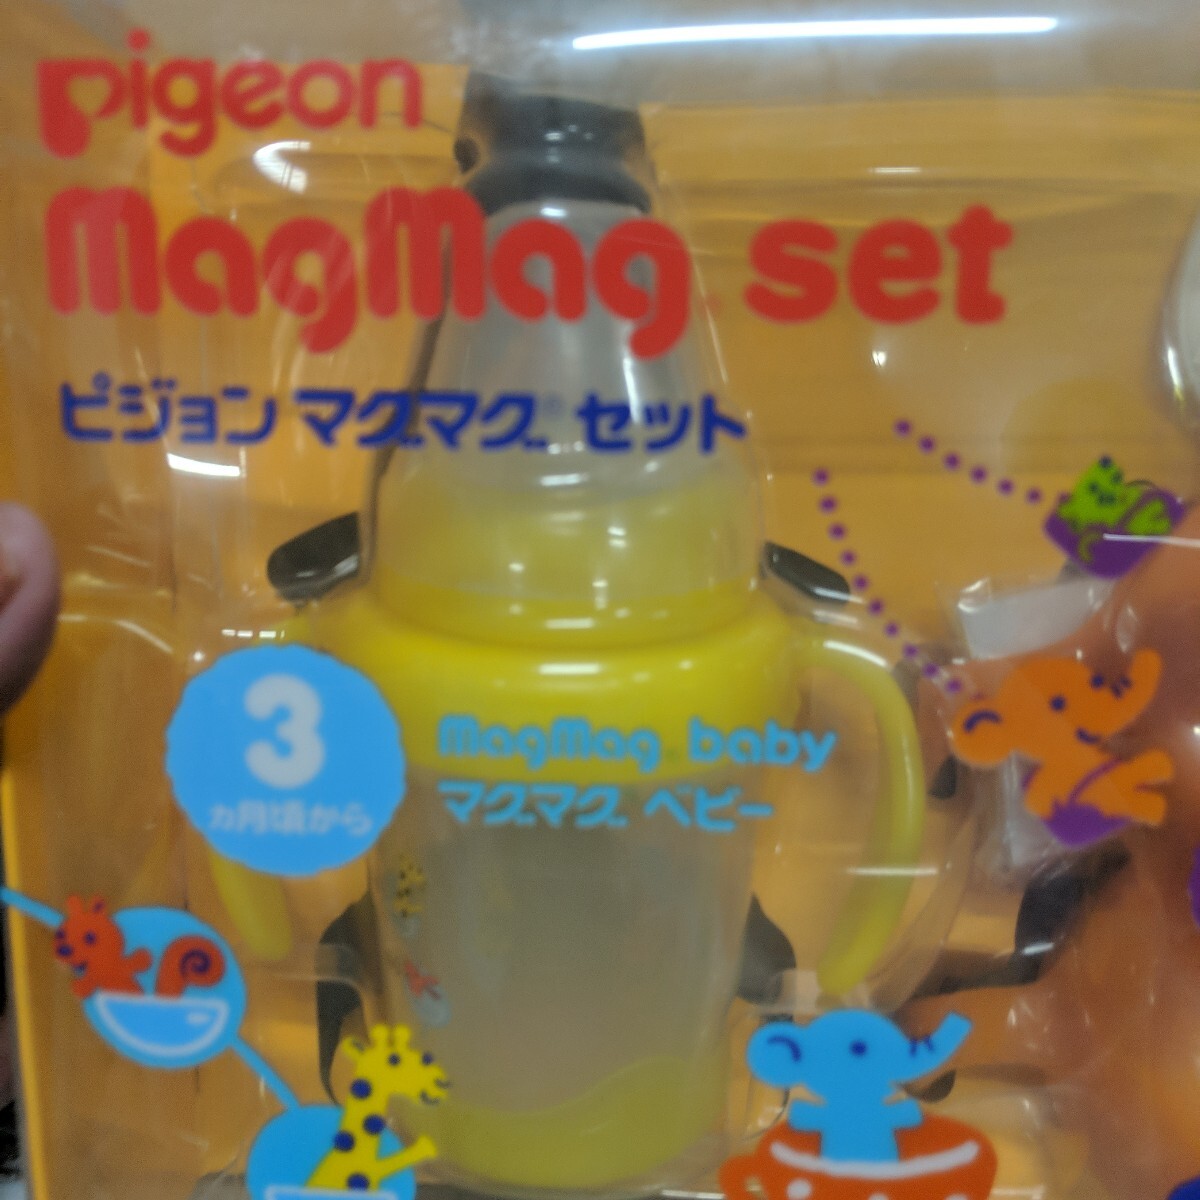 Pigeon
MagMag set
ピジョン マグマグ® セット
3
カ月頃から
MagMag® baby
マグマグ® ベビー